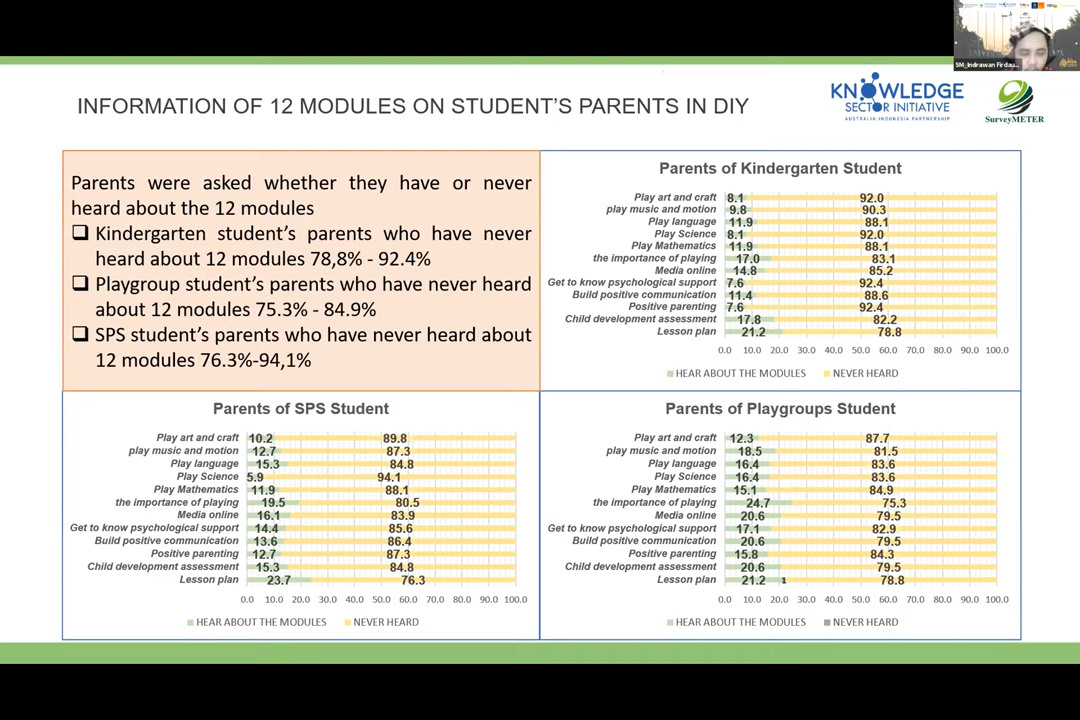 SM_Indrawan Firdau...
INFORMATION OF 12 MODULES ON STUDENT'S PARENTS IN DIY
KNOWLEDGE
SECTOR INITIATIVE
AUSTRALIA-INDONESIA PARTNERSHIP
SurveyMETER
Parents were asked whether they have or never
heard about the 12 modules
❑ Kindergarten student's parents who have never
heard about 12 modules 78,8% - 92.4%
❑ Playgroup student's parents who have never heard
about 12 modules 75.3% - 84.9%
❑ SPS student's parents who have never heard about
12 modules 76.3%-94,1%
Parents of Kindergarten Student
Play art and craft 8.1 92.0
play music and motion 9.8 90.3
Play language 11.9 88.1
Play Science 8.1 92.0
Play Mathematics 11.9 88.1
the importance of playing 17.0 83.1
Media online 14.8 85.2
Get to know psychological support 7.6 92.4
Build positive communication 11.4 88.6
Positive parenting 7.6 92.4
Child development assessment 17.8 82.2
Lesson plan 21.2 78.8
0.0 10.0 20.0 30.0 40.0 50.0 60.0 70.0 80.0 90.0 100.0
HEAR ABOUT THE MODULES NEVER HEARD
Parents of SPS Student
Play art and craft 10.2 89.8
play music and motion 12.7 87.3
Play language 15.3 84.8
Play Science 5.9 94.1
Play Mathematics 11.9 88.1
the importance of playing 19.5 80.5
Media online 16.1 83.9
Get to know psychological support 14.4 85.6
Build positive communication 13.6 86.4
Positive parenting 12.7 87.3
Child development assessment 15.3 84.8
Lesson plan 23.7 76.3
0.0 10.0 20.0 30.0 40.0 50.0 60.0 70.0 80.0 90.0 100.0
HEAR ABOUT THE MODULES NEVER HEARD
Parents of Playgroups Student
Play art and craft 12.3 87.7
play music and motion 18.5 81.5
Play language 16.4 83.6
Play Science 16.4 83.6
Play Mathematics 15.1 84.9
the importance of playing 24.7 75.3
Media online 20.6 79.5
Get to know psychological support 17.1 82.9
Build positive communication 20.6 79.5
Positive parenting 15.8 84.3
Child development assessment 20.6 79.5
Lesson plan 21.2 1 78.8
0.0 10.0 20.0 30.0 40.0 50.0 60.0 70.0 80.0 90.0 100.0
HEAR ABOUT THE MODULES NEVER HEARD